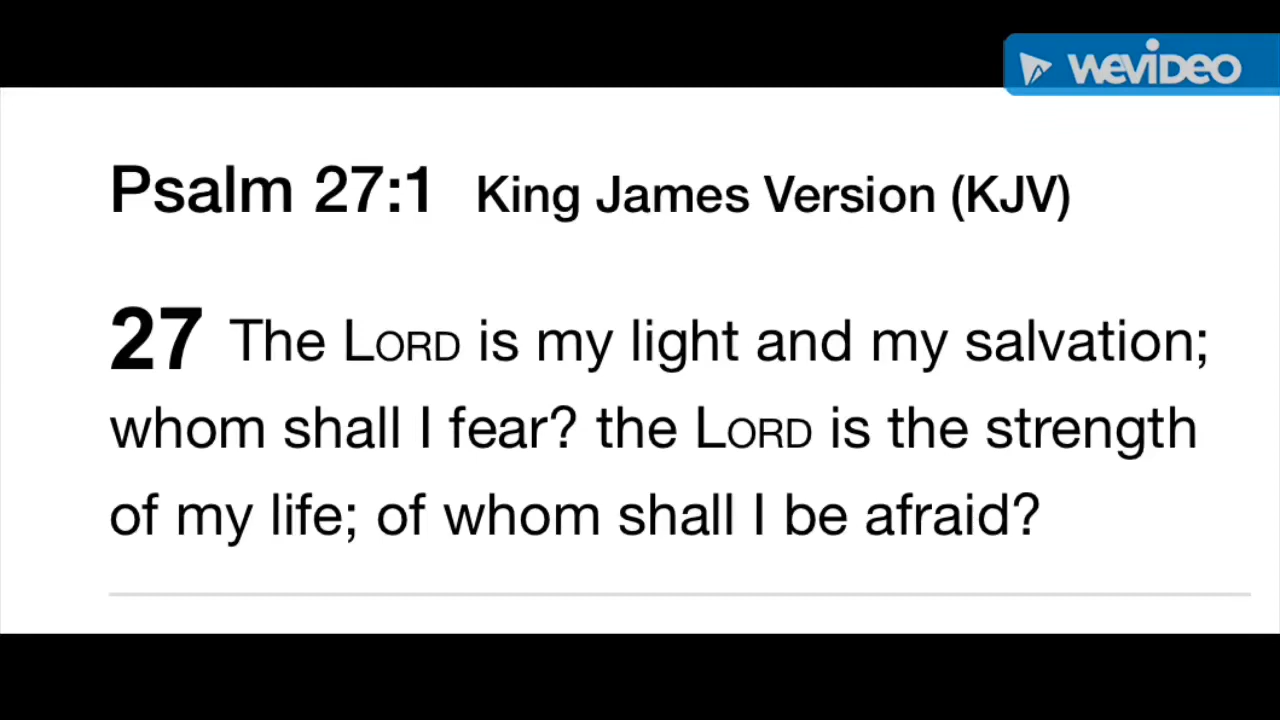 WEVIDEO
Psalm 27:1 King James Version (KJV)
27 The LORD is my light and my salvation;
whom shall I fear? the LORD is the strength
of my life; of whom shall I be afraid?